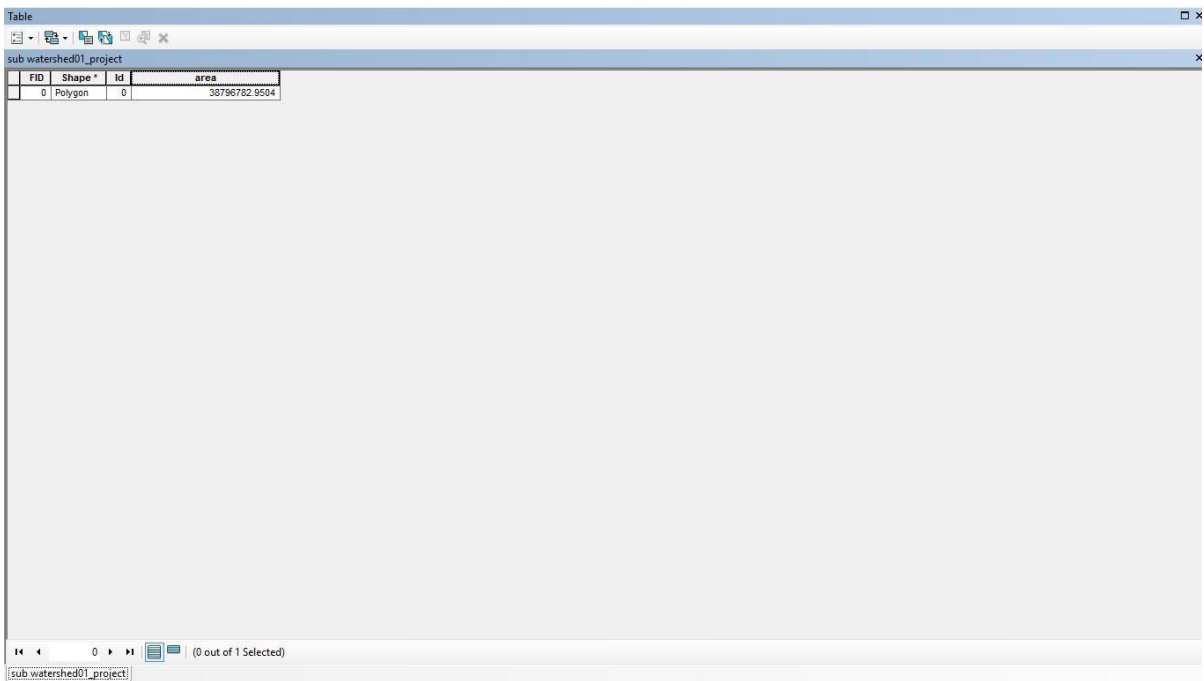 Table
sub watershed01_project
FID Shape * Id area
0 Polygon 0 38796782.9504
0 (0 out of 1 Selected)
sub watershed01_project